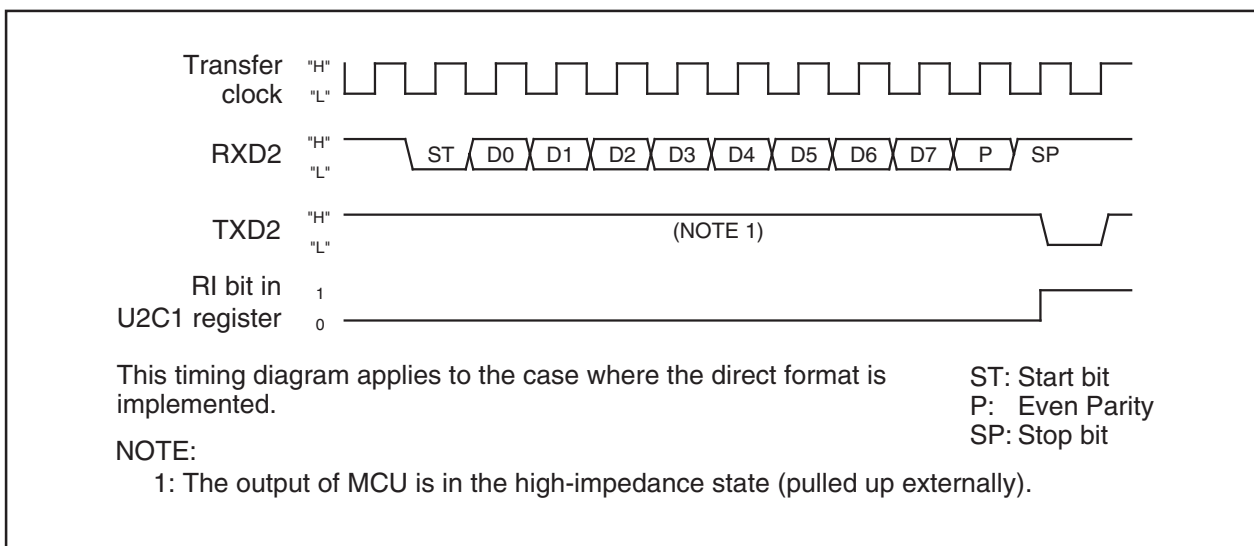 Transfer
clock
"H"
"L"
RXD2
"H"
"L"
ST D0 D1 D2 D3 D4 D5 D6 D7 P SP
TXD2
"H"
"L"
(NOTE 1)
RI bit in
U2C1 register
1
0
This timing diagram applies to the case where the direct format is
implemented.
ST: Start bit
P: Even Parity
SP: Stop bit
NOTE:
1: The output of MCU is in the high-impedance state (pulled up externally).